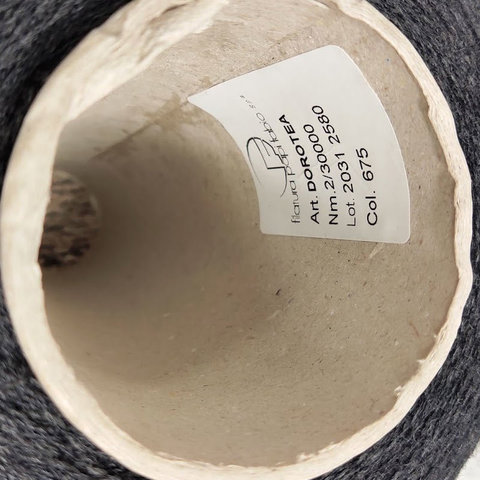 filatura papi fabio
Art. DOROTEA
Nm. 2/30000
Lot. 2031 2580
Col. 675